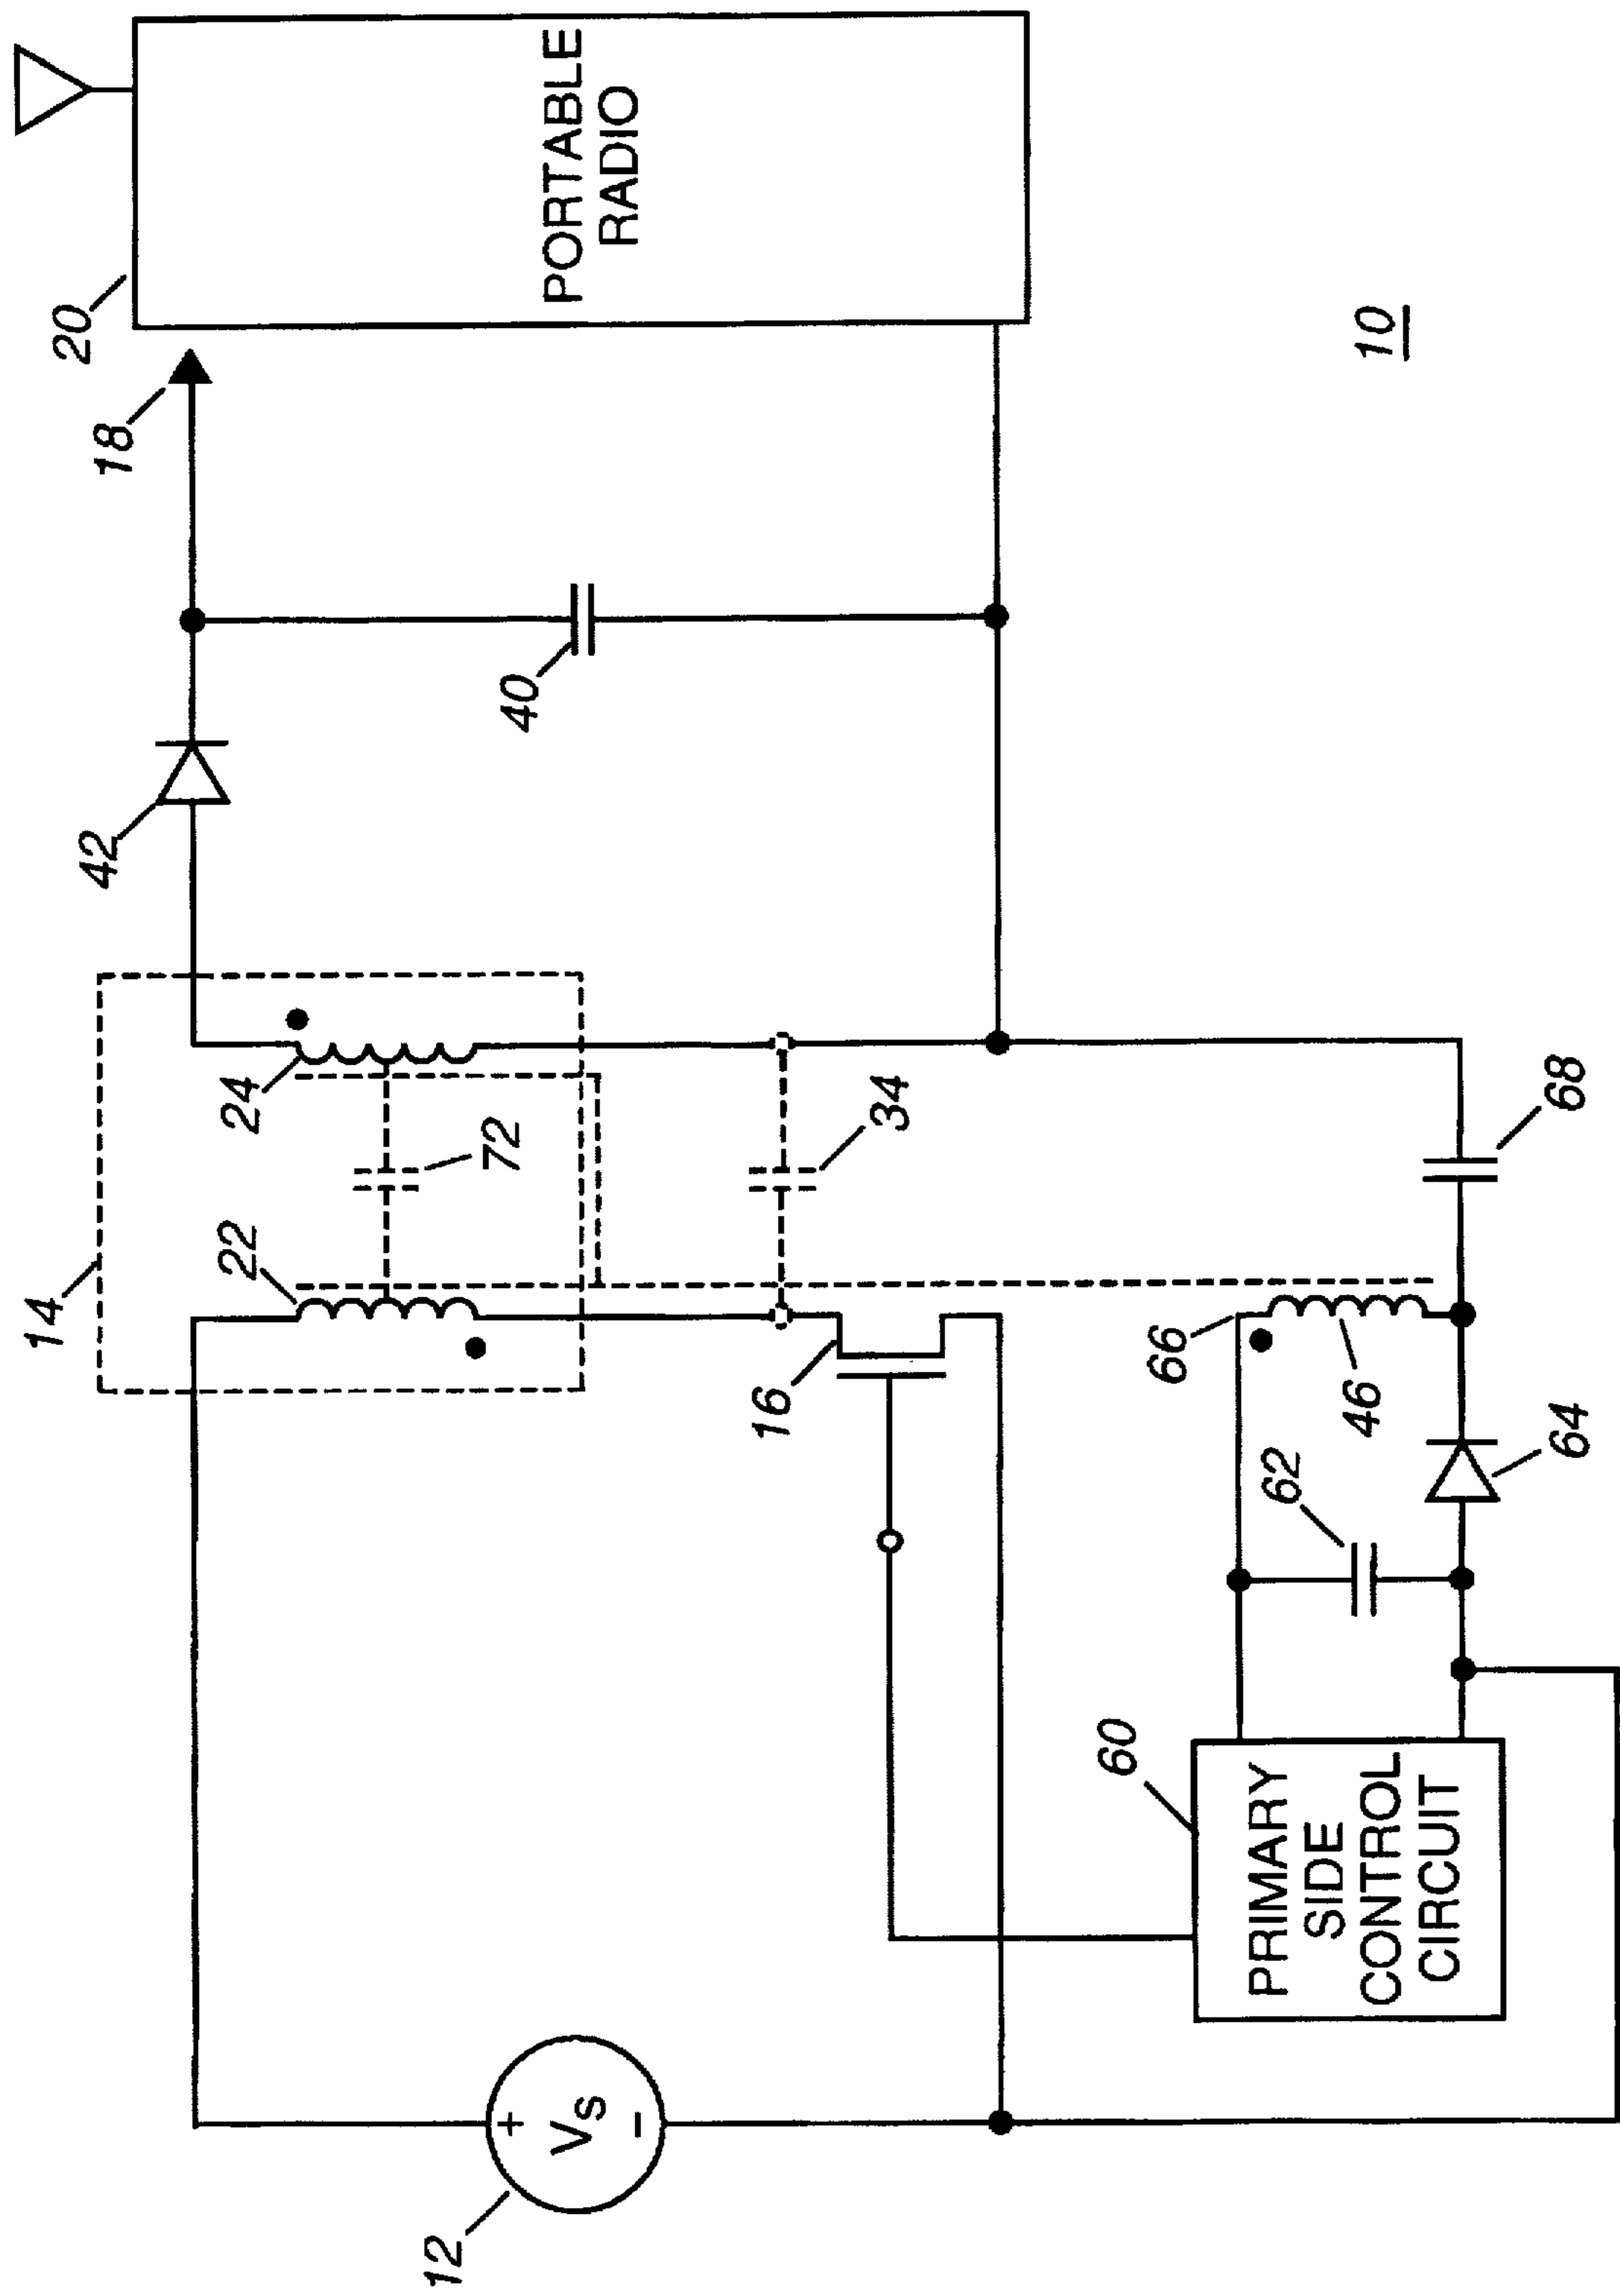 14
22
24
72
42
18
20
PORTABLE
RADIO
12
+
Vs
−
16
34
40
10
60
PRIMARY
SIDE
CONTROL
CIRCUIT
62
66
46
64
68